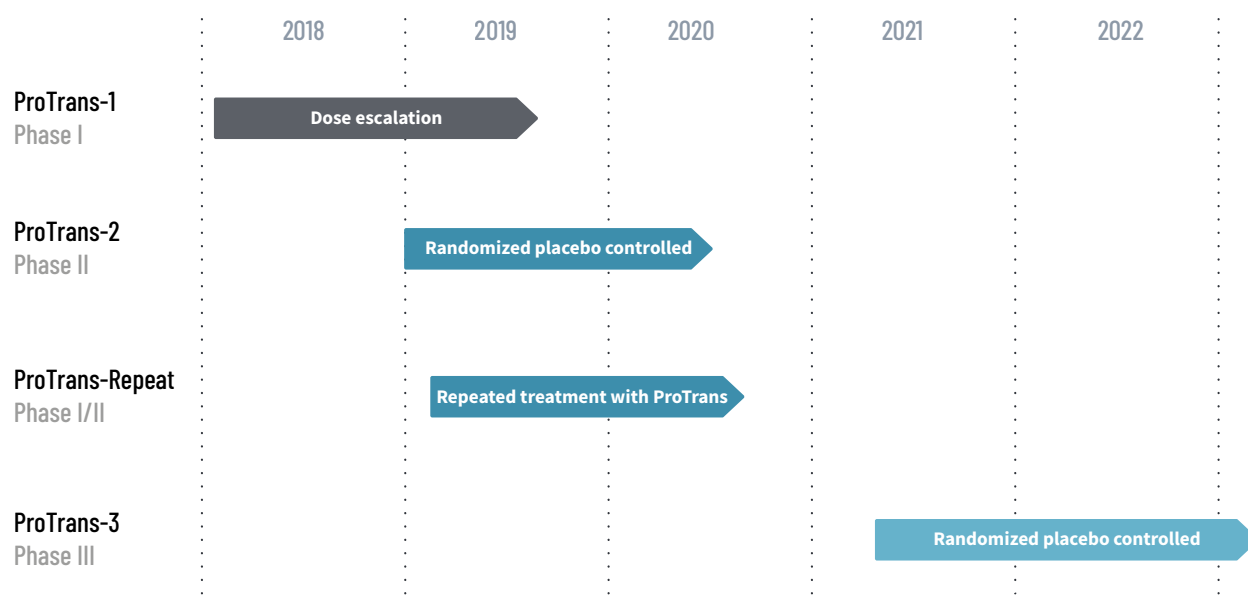 2018 2019 2020 2021 2022
ProTrans-1
Phase I
Dose escalation
ProTrans-2
Phase II
Randomized placebo controlled
ProTrans-Repeat
Phase I/II
Repeated treatment with ProTrans
ProTrans-3
Phase III
Randomized placebo controlled